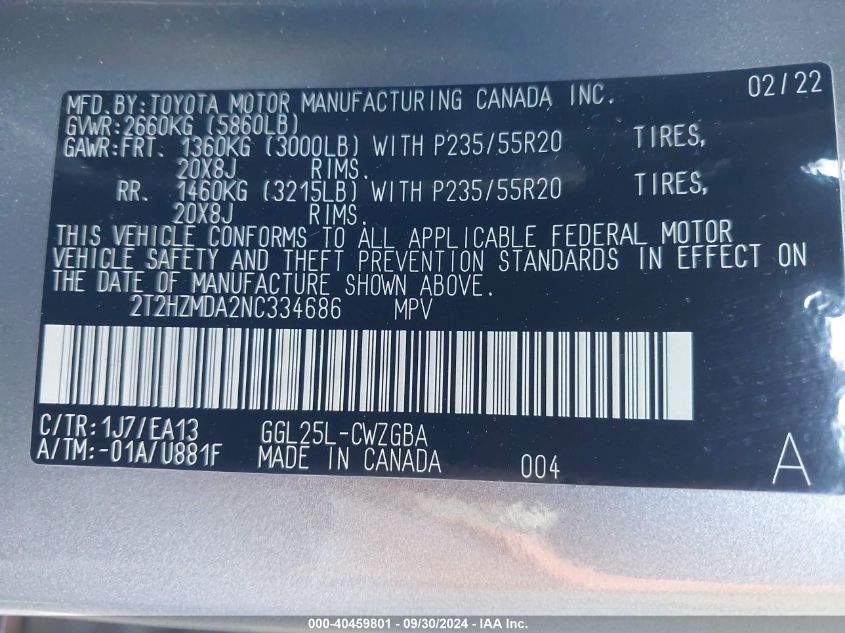 MFD. BY: TOYOTA MOTOR MANUFACTURING CANADA INC. 02/22
GVWR: 2660KG (5860LB)
GAWR: FRT. 1360KG (3000LB) WITH P235/55R20 TIRES,
20X8J RIMS.
RR. 1460KG (3215LB) WITH P235/55R20 TIRES,
20X8J RIMS.
THIS VEHICLE CONFORMS TO ALL APPLICABLE FEDERAL MOTOR
VEHICLE SAFETY AND THEFT PREVENTION STANDARDS IN EFFECT ON
THE DATE OF MANUFACTURE SHOWN ABOVE.
2T2HZMDA2NC334686 MPV
C/TR: 1J7/EA13 GGL25L-CWZGBA
A/TM: -01A/U881F MADE IN CANADA 004 A
000-40459801 - 09/30/2024 - IAA Inc.